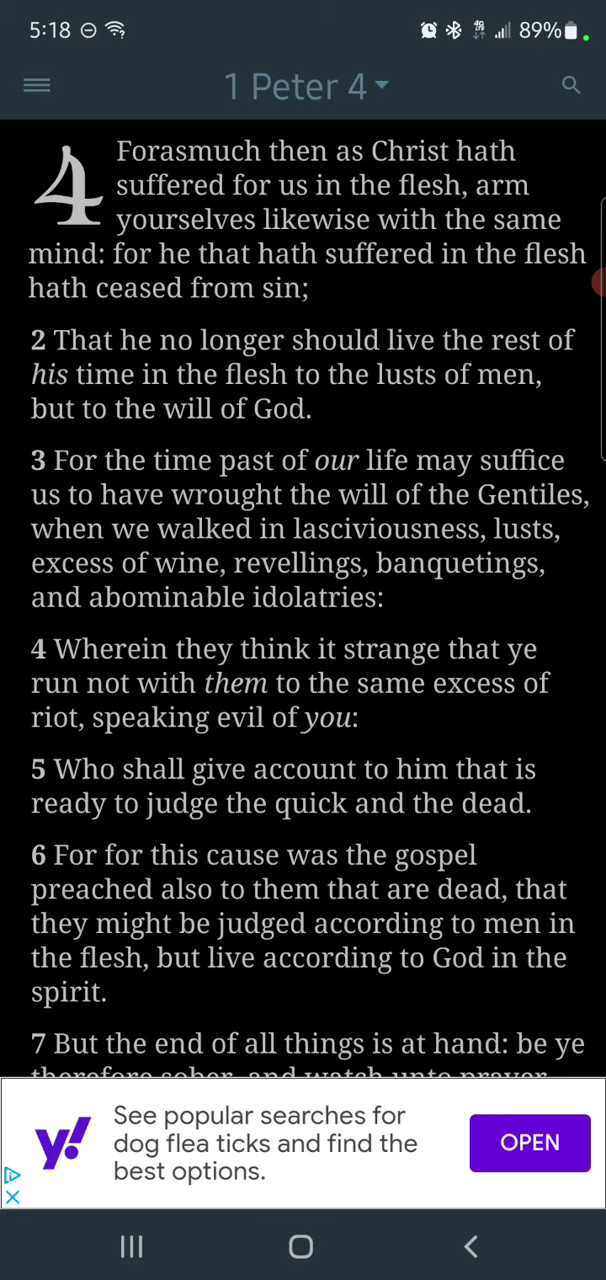 5:18
4G
89%
1 Peter 4
4 Forasmuch then as Christ hath
suffered for us in the flesh, arm
yourselves likewise with the same
mind: for he that hath suffered in the flesh
hath ceased from sin;
2 That he no longer should live the rest of
his time in the flesh to the lusts of men,
but to the will of God.
3 For the time past of our life may suffice
us to have wrought the will of the Gentiles,
when we walked in lasciviousness, lusts,
excess of wine, revellings, banquetings,
and abominable idolatries:
4 Wherein they think it strange that ye
run not with them to the same excess of
riot, speaking evil of you:
5 Who shall give account to him that is
ready to judge the quick and the dead.
6 For for this cause was the gospel
preached also to them that are dead, that
they might be judged according to men in
the flesh, but live according to God in the
spirit.
7 But the end of all things is at hand: be ye
therefore sober, and watch unto prayer
y!
See popular searches for
dog flea ticks and find the
best options.
OPEN